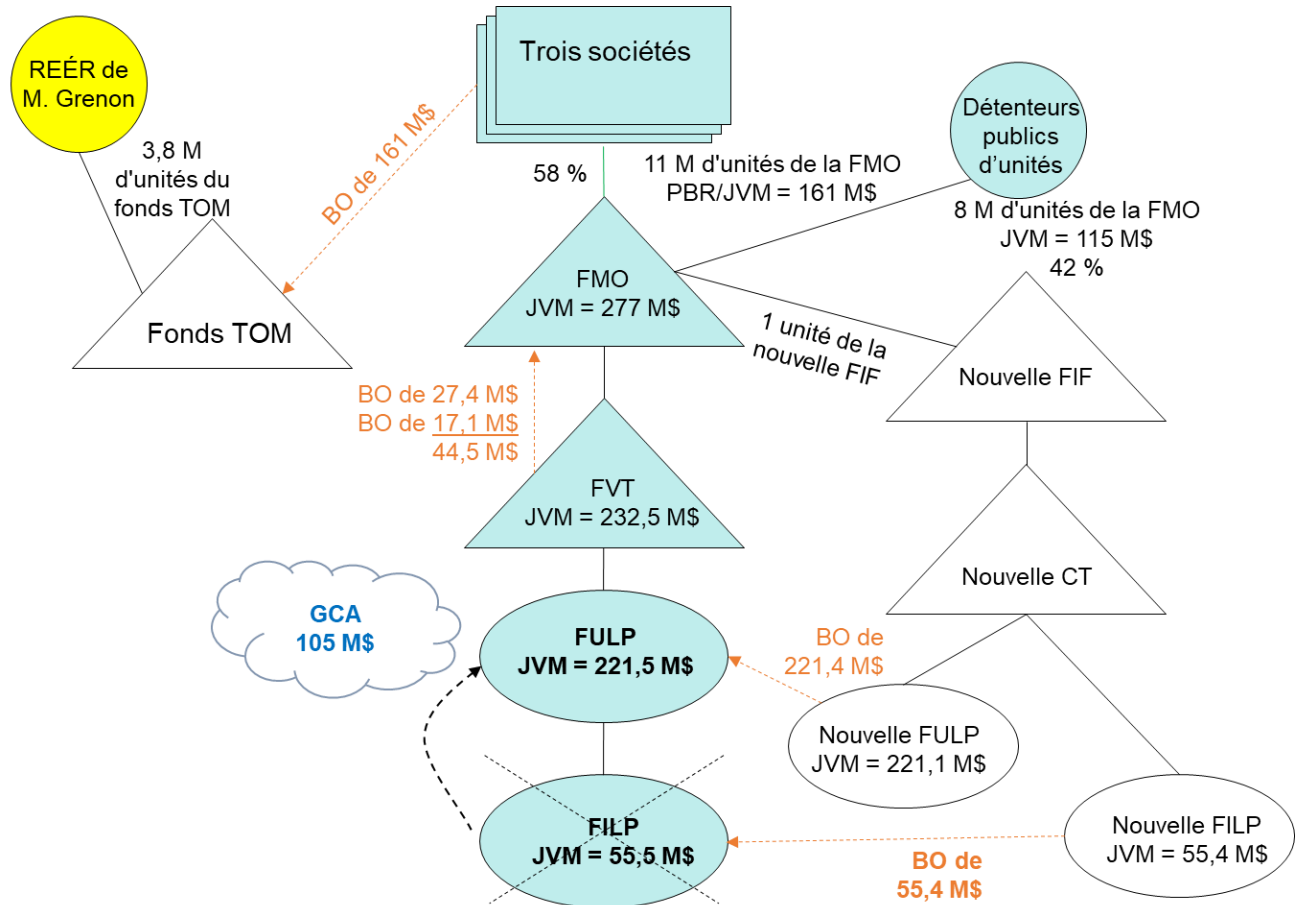 REÉR de
M. Grenon
3,8 M
d'unités du
fonds TOM
Fonds TOM
BO de 161 M$
Trois sociétés
58 %
11 M d'unités de la FMO
PBR/JVM = 161 M$
Détenteurs
publics
d’unités
8 M d'unités de la FMO
JVM = 115 M$
42 %
FMO
JVM = 277 M$
1 unité de la
nouvelle FIF
Nouvelle FIF
BO de 27,4 M$
BO de 17,1 M$
44,5 M$
FVT
JVM = 232,5 M$
Nouvelle CT
GCA
105 M$
FULP
JVM = 221,5 M$
BO de
221,4 M$
Nouvelle FULP
JVM = 221,1 M$
FILP
JVM = 55,5 M$
BO de
55,4 M$
Nouvelle FILP
JVM = 55,4 M$